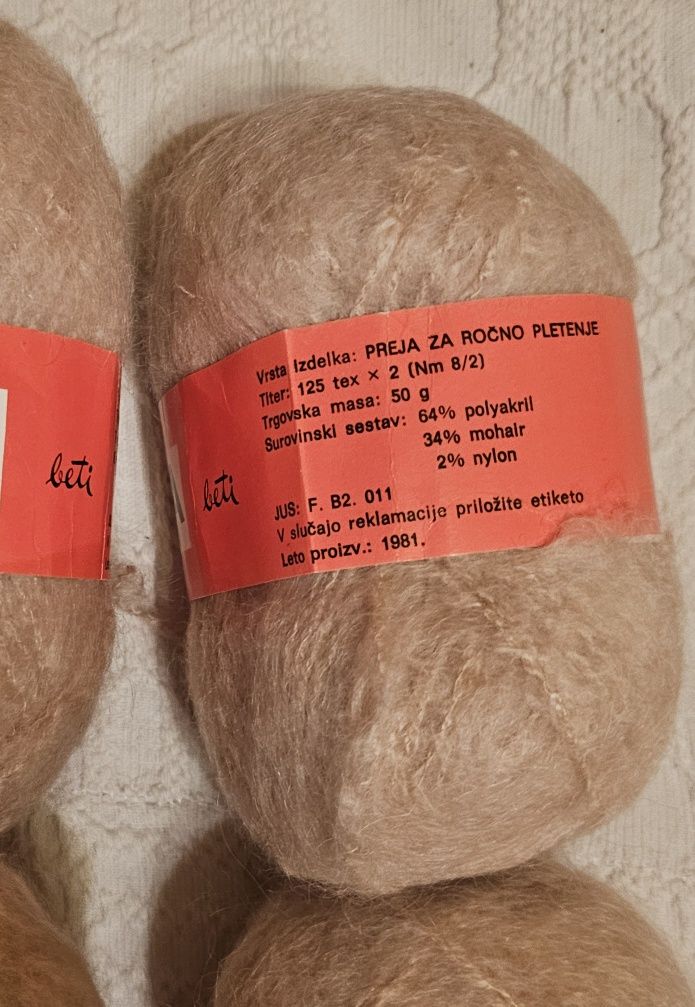 beti
beti
Vrsta Izdelka: PREJA ZA ROČNO PLETENJE
Titer: 125 tex × 2 (Nm 8/2)
Trgovska masa: 50 g
Surovinski sestav: 64% polyakril
34% mohair
2% nylon
JUS: F. B2. 011
V slučajo reklamacije priložite etiketo
Leto proizv.: 1981.